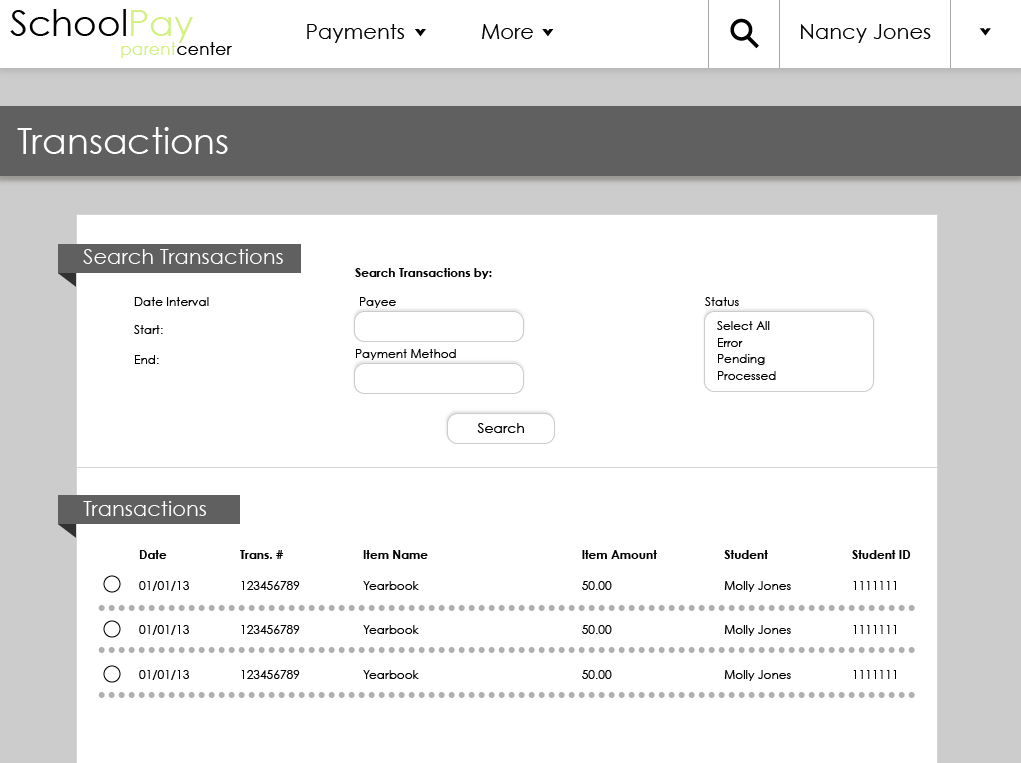 SchoolPay
parentcenter
Payments More Nancy Jones
Transactions
Search Transactions
Search Transactions by:
Date Interval Payee Status
Start: Select All
Error
End: Payment Method Pending
Processed
Search
Transactions
Date Trans. # Item Name Item Amount Student Student ID
01/01/13 123456789 Yearbook 50.00 Molly Jones 1111111
01/01/13 123456789 Yearbook 50.00 Molly Jones 1111111
01/01/13 123456789 Yearbook 50.00 Molly Jones 1111111